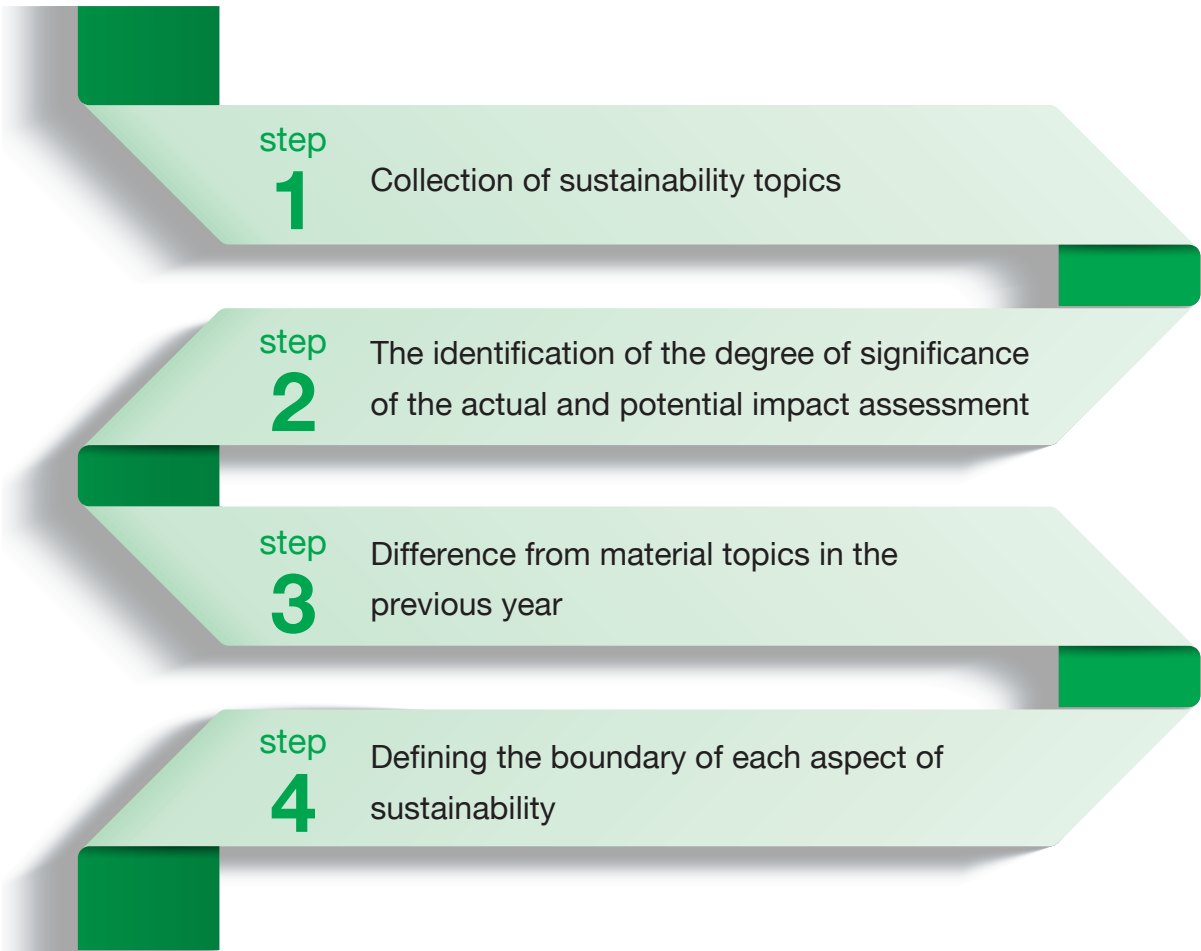 step
1
Collection of sustainability topics
step
2
The identification of the degree of significance
of the actual and potential impact assessment
step
3
Difference from material topics in the
previous year
step
4
Defining the boundary of each aspect of
sustainability